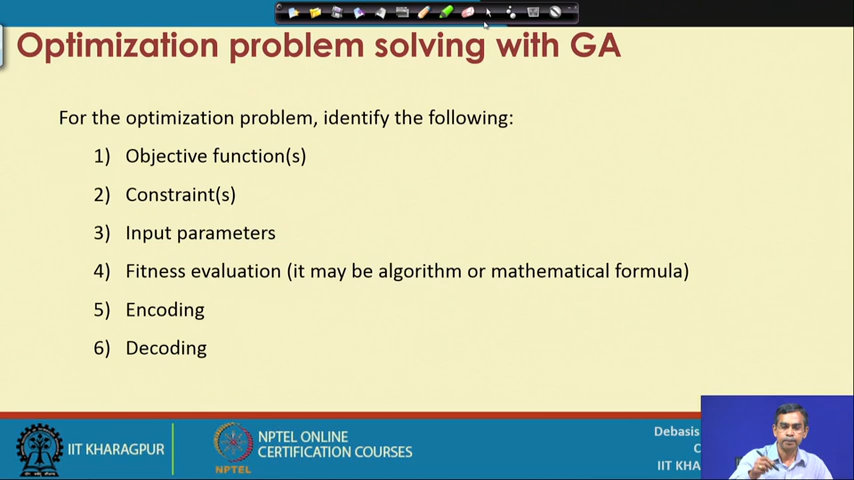 Optimization problem solving with GA
For the optimization problem, identify the following:
1) Objective function(s)
2) Constraint(s)
3) Input parameters
4) Fitness evaluation (it may be algorithm or mathematical formula)
5) Encoding
6) Decoding
IIT KHARAGPUR
NPTEL
NPTEL ONLINE
CERTIFICATION COURSES
Debasis
C
IIT KHA